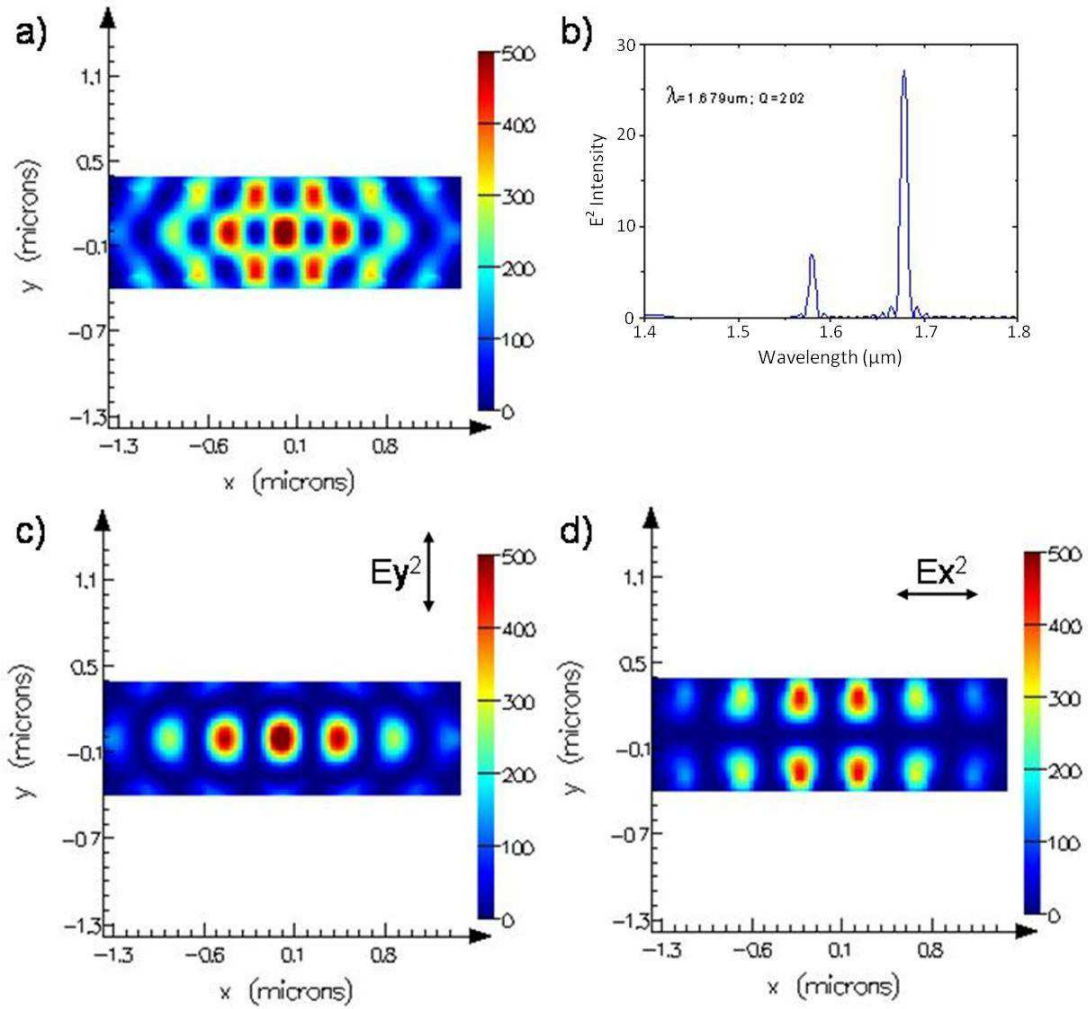 a)
1.1
0.5
−0.1
−0.7
−1.3
y (microns)
−1.3 −0.6 0.1 0.8
x (microns)
500
400
300
200
100
0
b)
30
20
10
0
E² Intensity
λ=1.679um; Q=202
1.4 1.5 1.6 1.7 1.8
Wavelength (μm)
c)
Ey²
1.1
0.5
−0.1
−0.7
−1.3
y (microns)
−1.3 −0.6 0.1 0.8
x (microns)
500
400
300
200
100
0
d)
Ex²
1.1
0.5
−0.1
−0.7
−1.3
y (microns)
−1.3 −0.6 0.1 0.8
x (microns)
500
400
300
200
100
0